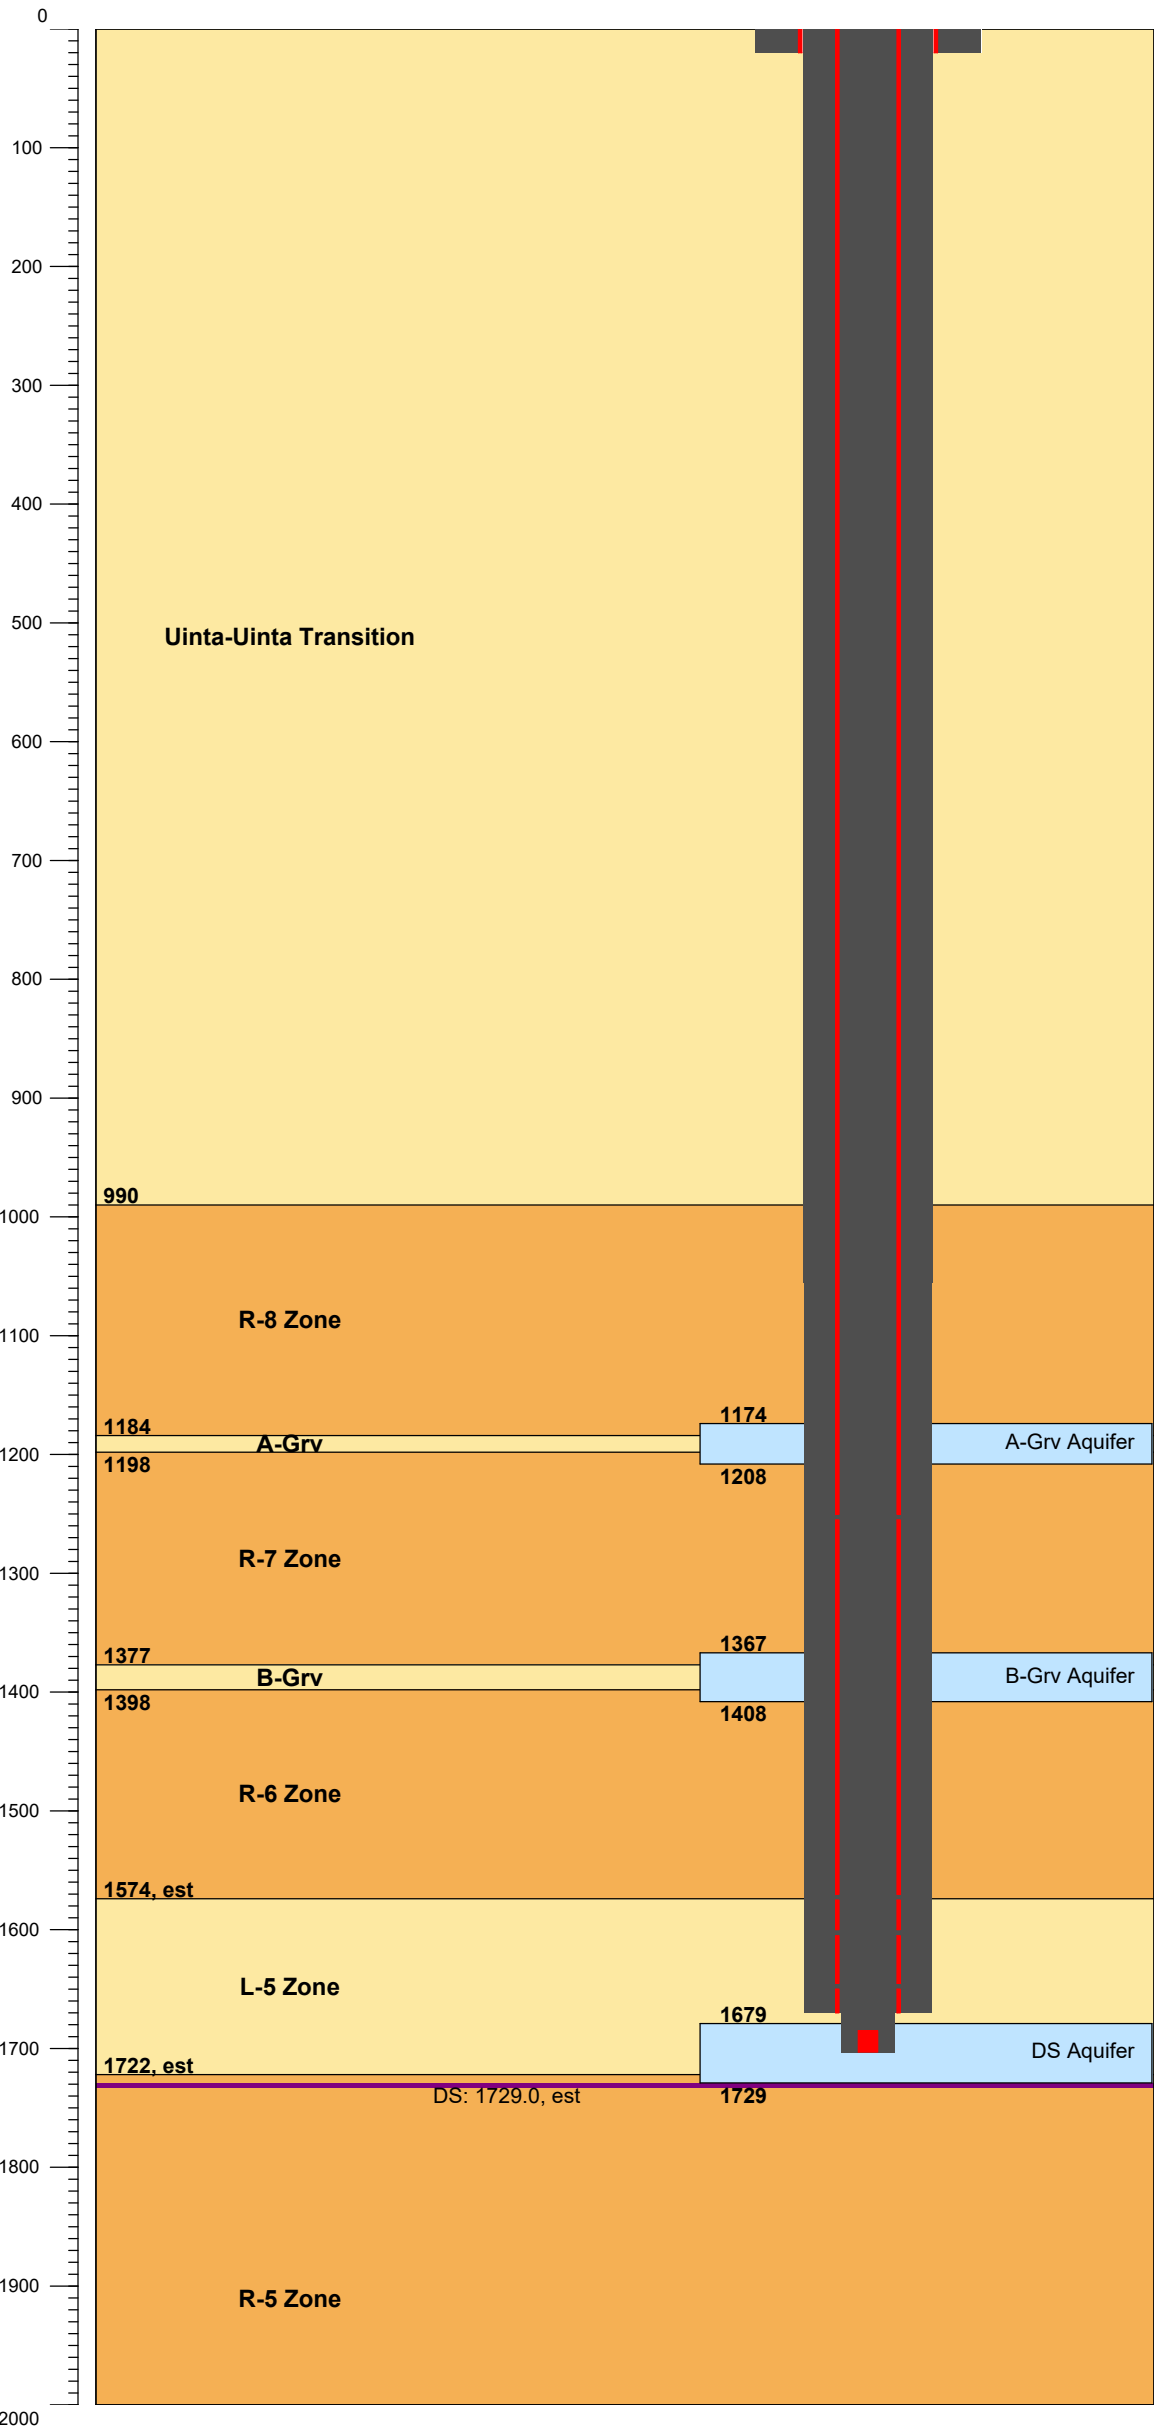 0
100
200
300
400
500
Uinta-Uinta Transition
600
700
800
900
990
1000
R-8 Zone
1100
1174
1184
A-Grv
A-Grv Aquifer
1200
1198
1208
R-7 Zone
1300
1367
1377
B-Grv
B-Grv Aquifer
1400
1398
1408
R-6 Zone
1500
1574, est
1600
L-5 Zone
1679
1700
DS Aquifer
1722, est
DS: 1729.0, est
1729
1800
1900
R-5 Zone
2000